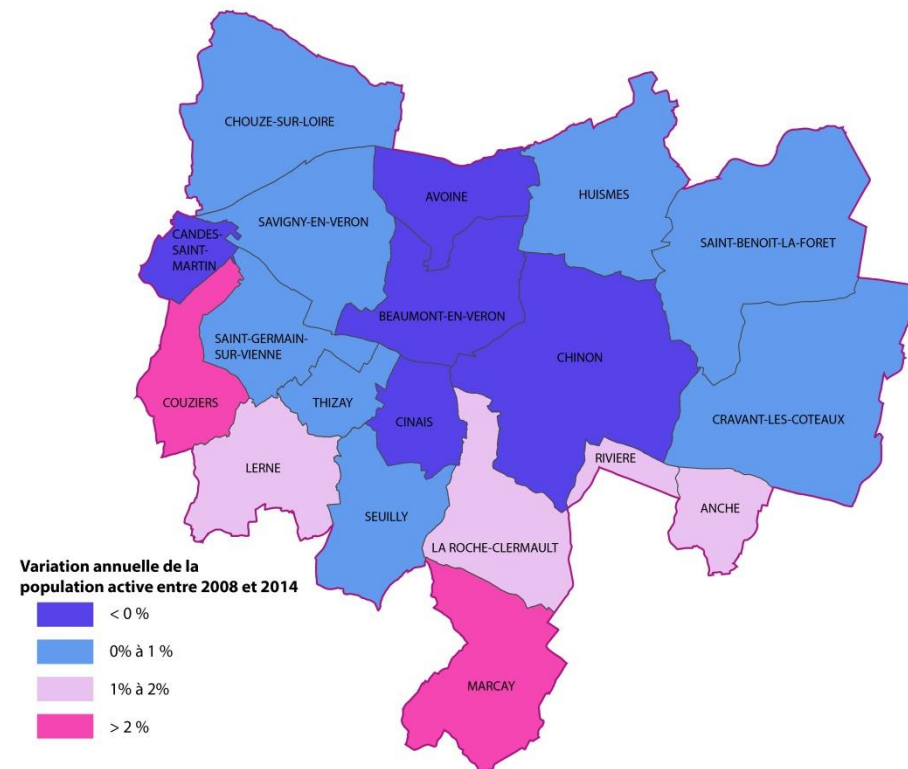 CHOUZE-SUR-LOIRE
AVOINE
HUISMES
SAVIGNY-EN-VERON
CANDES-
SAINT-
MARTIN
SAINT-BENOIT-LA-FORET
BEAUMONT-EN-VERON
SAINT-GERMAIN-
SUR-VIENNE
CHINON
COUZIERS
THIZAY
CINAIS
CRAVANT-LES-COTEAUX
LERNE
RIVIERE
ANCHE
SEUILLY
LA ROCHE-CLERMAULT
MARCAY
Variation annuelle de la
population active entre 2008 et 2014
< 0 %
0% à 1 %
1% à 2%
> 2 %